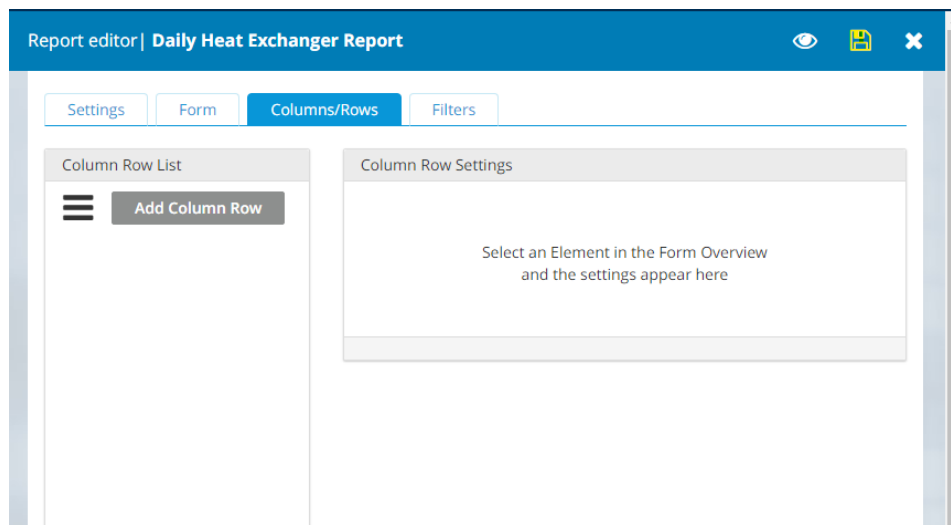 Report editor| Daily Heat Exchanger Report
Settings
Form
Columns/Rows
Filters
Column Row List
Column Row Settings
Add Column Row
Select an Element in the Form Overview
and the settings appear here